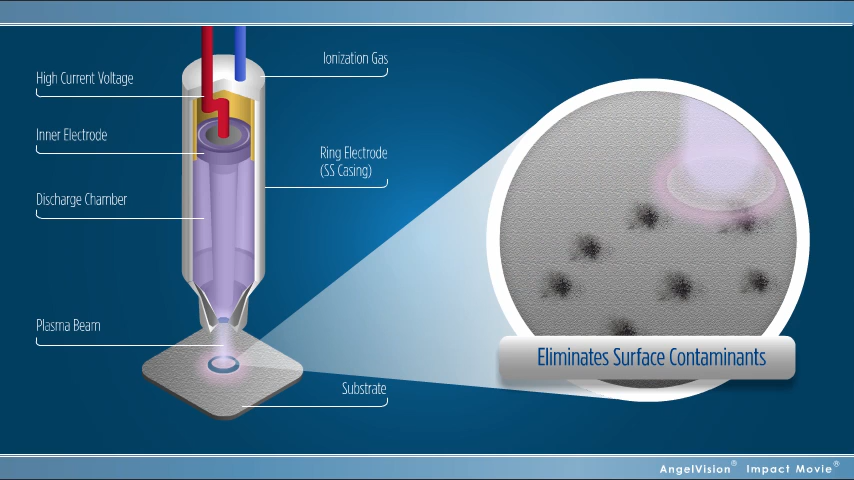 High Current Voltage
Inner Electrode
Discharge Chamber
Plasma Beam
Ionization Gas
Ring Electrode
(SS Casing)
Substrate
Eliminates Surface Contaminants
AngelVision® Impact Movie®